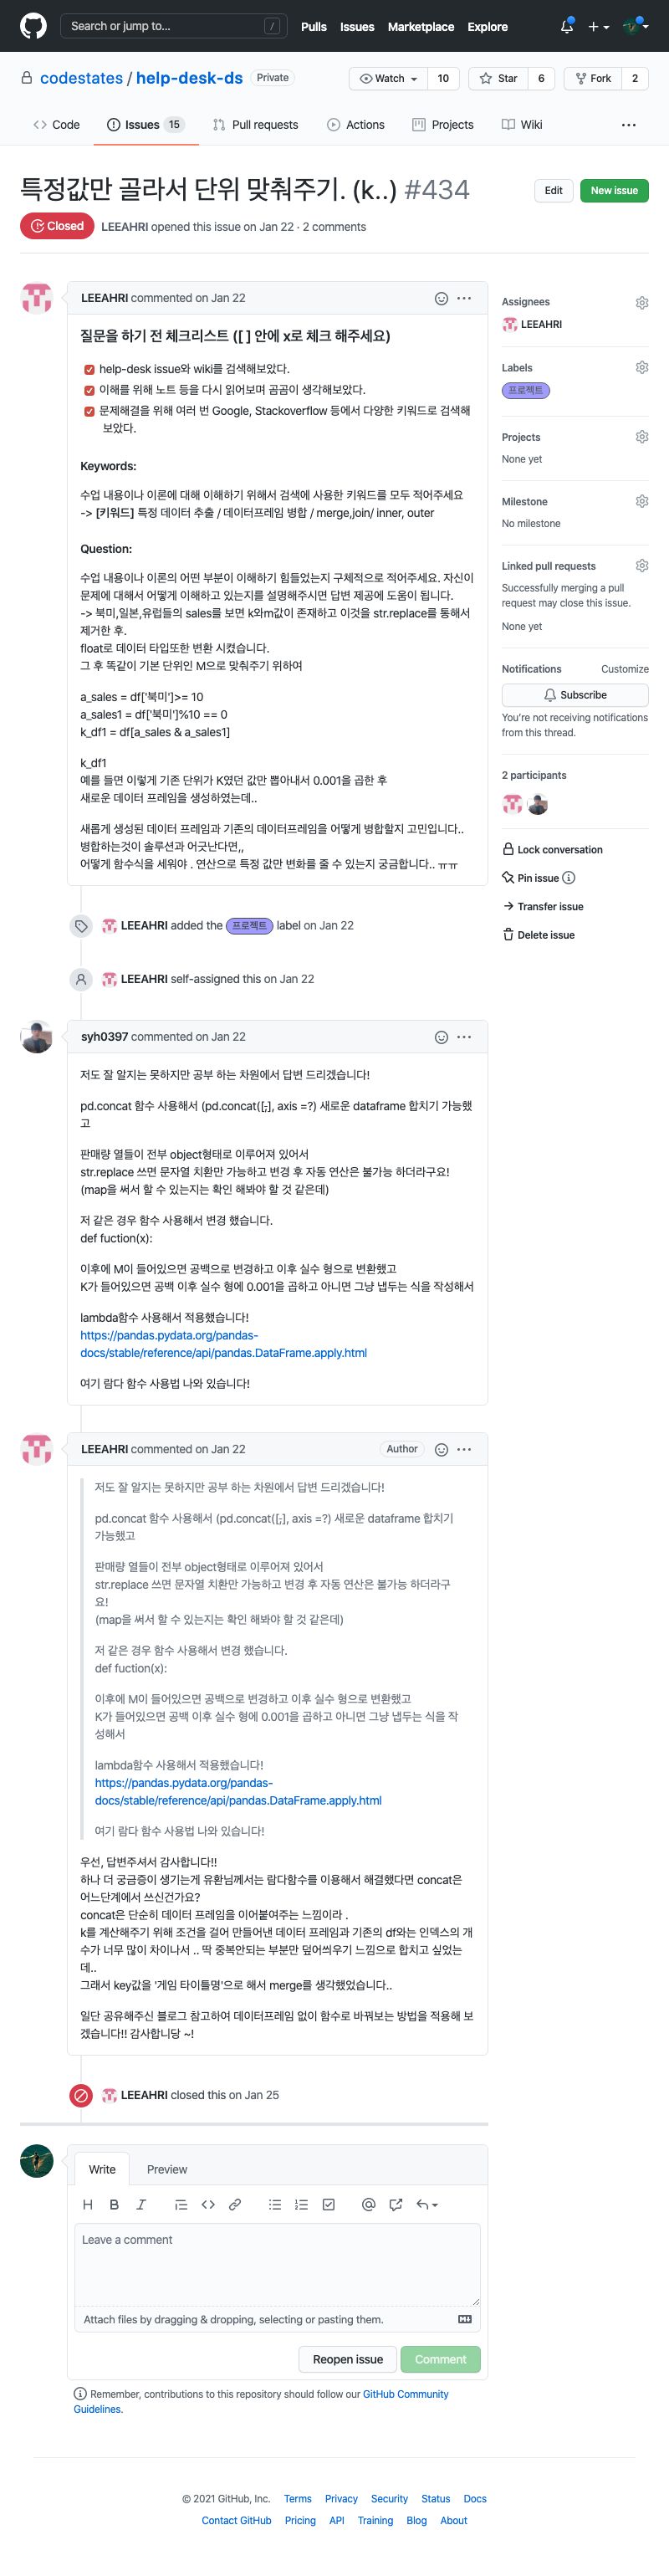 Search or jump to...
/
Pulls Issues Marketplace Explore
codestates / help-desk-ds Private
Watch 10 Star 6 Fork 2
Code Issues 15 Pull requests Actions Projects Wiki
특정값만 골라서 단위 맞춰주기. (k..) #434
Edit New issue
Closed LEEAHRI opened this issue on Jan 22 · 2 comments
LEEAHRI commented on Jan 22
질문을 하기 전 체크리스트 ([ ] 안에 x로 체크 해주세요)
help-desk issue와 wiki를 검색해보았다.
이해를 위해 노트 등을 다시 읽어보며 곰곰이 생각해보았다.
문제해결을 위해 여러 번 Google, Stackoverflow 등에서 다양한 키워드로 검색해
보았다.
Keywords:
수업 내용이나 이론에 대해 이해하기 위해서 검색에 사용한 키워드를 모두 적어주세요
-> [키워드] 특정 데이터 추출 / 데이터프레임 병합 / merge,join/ inner, outer
Question:
수업 내용이나 이론의 어떤 부분이 이해하기 힘들었는지 구체적으로 적어주세요. 자신이
문제에 대해서 어떻게 이해하고 있는지를 설명해주시면 답변 제공에 도움이 됩니다.
-> 북미,일본,유럽들의 sales를 보면 k와m값이 존재하고 이것을 str.replace를 통해서
제거한 후.
float로 데이터 타입또한 변환 시켰습니다.
그 후 똑같이 기본 단위인 M으로 맞춰주기 위하여
a_sales = df['북미']>= 10
a_sales1 = df['북미']%10 == 0
k_df1 = df[a_sales & a_sales1]
k_df1
예를 들면 이렇게 기존 단위가 K였던 값만 뽑아내서 0.001을 곱한 후
새로운 데이터 프레임을 생성하였는데..
새롭게 생성된 데이터 프레임과 기존의 데이터프레임을 어떻게 병합할지 고민입니다..
병합하는것이 솔루션과 어긋난다면,,
어떻게 함수식을 세워야 . 연산으로 특정 값만 변화를 줄 수 있는지 궁금합니다.. ㅠㅠ
LEEAHRI added the 프로젝트 label on Jan 22
LEEAHRI self-assigned this on Jan 22
syh0397 commented on Jan 22
저도 잘 알지는 못하지만 공부 하는 차원에서 답변 드리겠습니다!
pd.concat 함수 사용해서 (pd.concat([;], axis =?) 새로운 dataframe 합치기 가능했
고
판매량 열들이 전부 object형태로 이루어져 있어서
str.replace 쓰면 문자열 치환만 가능하고 변경 후 자동 연산은 불가능 하더라구요!
(map을 써서 할 수 있는지는 확인 해봐야 할 것 같은데)
저 같은 경우 함수 사용해서 변경 했습니다.
def fuction(x):
이후에 M이 들어있으면 공백으로 변경하고 이후 실수 형으로 변환했고
K가 들어있으면 공백 이후 실수 형에 0.001을 곱하고 아니면 그냥 냅두는 식을 작성해서
lambda함수 사용해서 적용했습니다!
https://pandas.pydata.org/pandas-
docs/stable/reference/api/pandas.DataFrame.apply.html
여기 람다 함수 사용법 나와 있습니다!
LEEAHRI commented on Jan 22 Author
저도 잘 알지는 못하지만 공부 하는 차원에서 답변 드리겠습니다!
pd.concat 함수 사용해서 (pd.concat([;], axis =?) 새로운 dataframe 합치기
가능했고
판매량 열들이 전부 object형태로 이루어져 있어서
str.replace 쓰면 문자열 치환만 가능하고 변경 후 자동 연산은 불가능 하더라구
요!
(map을 써서 할 수 있는지는 확인 해봐야 할 것 같은데)
저 같은 경우 함수 사용해서 변경 했습니다.
def fuction(x):
이후에 M이 들어있으면 공백으로 변경하고 이후 실수 형으로 변환했고
K가 들어있으면 공백 이후 실수 형에 0.001을 곱하고 아니면 그냥 냅두는 식을 작
성해서
lambda함수 사용해서 적용했습니다!
https://pandas.pydata.org/pandas-
docs/stable/reference/api/pandas.DataFrame.apply.html
여기 람다 함수 사용법 나와 있습니다!
우선, 답변주셔서 감사합니다!!
하나 더 궁금증이 생기는게 유환님께서는 람다함수를 이용해서 해결했다면 concat은
어느단계에서 쓰신건가요?
concat은 단순히 데이터 프레임을 이어붙여주는 느낌이라 .
k를 계산해주기 위해 조건을 걸어 만들어낸 데이터 프레임과 기존의 df와는 인덱스의 개
수가 너무 많이 차이나서 .. 딱 중복안되는 부분만 덮어씌우기 느낌으로 합치고 싶었는
데..
그래서 key값을 '게임 타이틀명'으로 해서 merge를 생각했었습니다..
일단 공유해주신 블로그 참고하여 데이터프레임 없이 함수로 바꿔보는 방법을 적용해 보
겠습니다!! 감사합니당 ~!
LEEAHRI closed this on Jan 25
Write Preview
Leave a comment
Attach files by dragging & dropping, selecting or pasting them.
Reopen issue Comment
Remember, contributions to this repository should follow our GitHub Community
Guidelines.
Assignees
LEEAHRI
Labels
프로젝트
Projects
None yet
Milestone
No milestone
Linked pull requests
Successfully merging a pull
request may close this issue.
None yet
Notifications Customize
Subscribe
You're not receiving notifications
from this thread.
2 participants
Lock conversation
Pin issue
Transfer issue
Delete issue
© 2021 GitHub, Inc. Terms Privacy Security Status Docs
Contact GitHub Pricing API Training Blog About